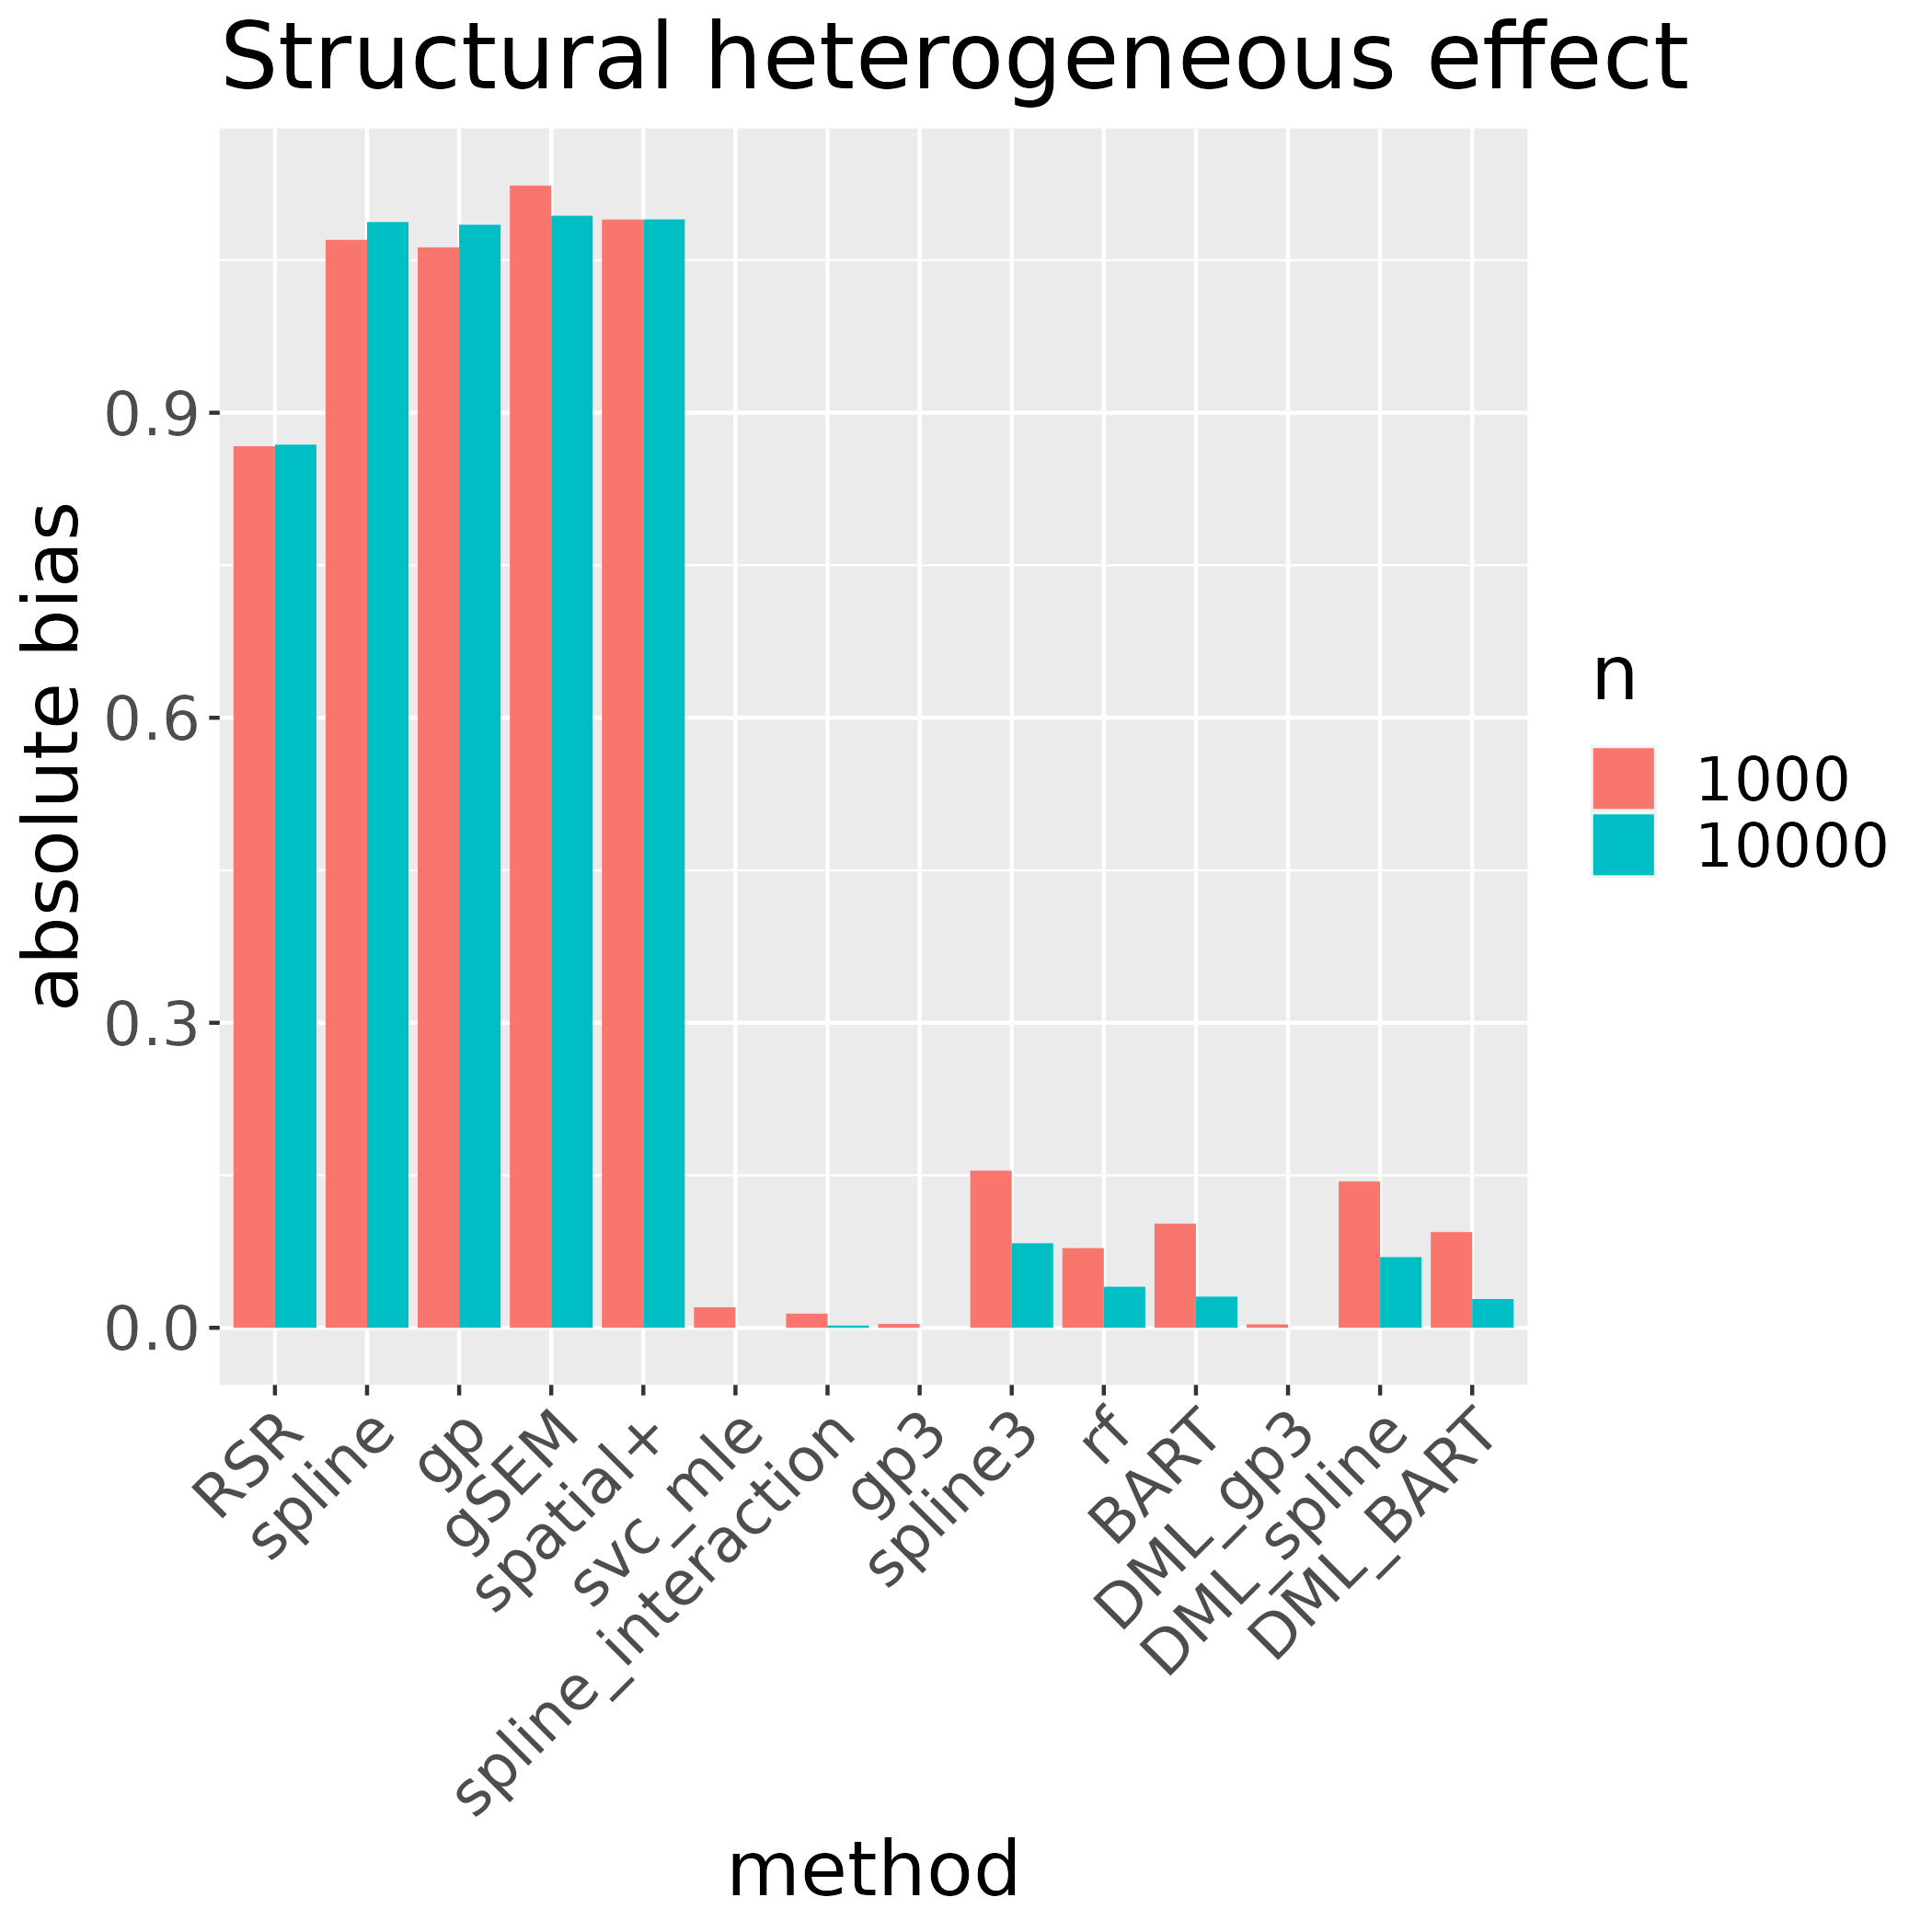 Structural heterogeneous effect
absolute bias
0.9
0.6
0.3
0.0
RSR
spline
gp
gSEM
spatial+
svc_mle
spline_interaction
gp3
spline3
rf
BART
DML_gp3
DML_spline
DML_BART
method
n
1000
10000